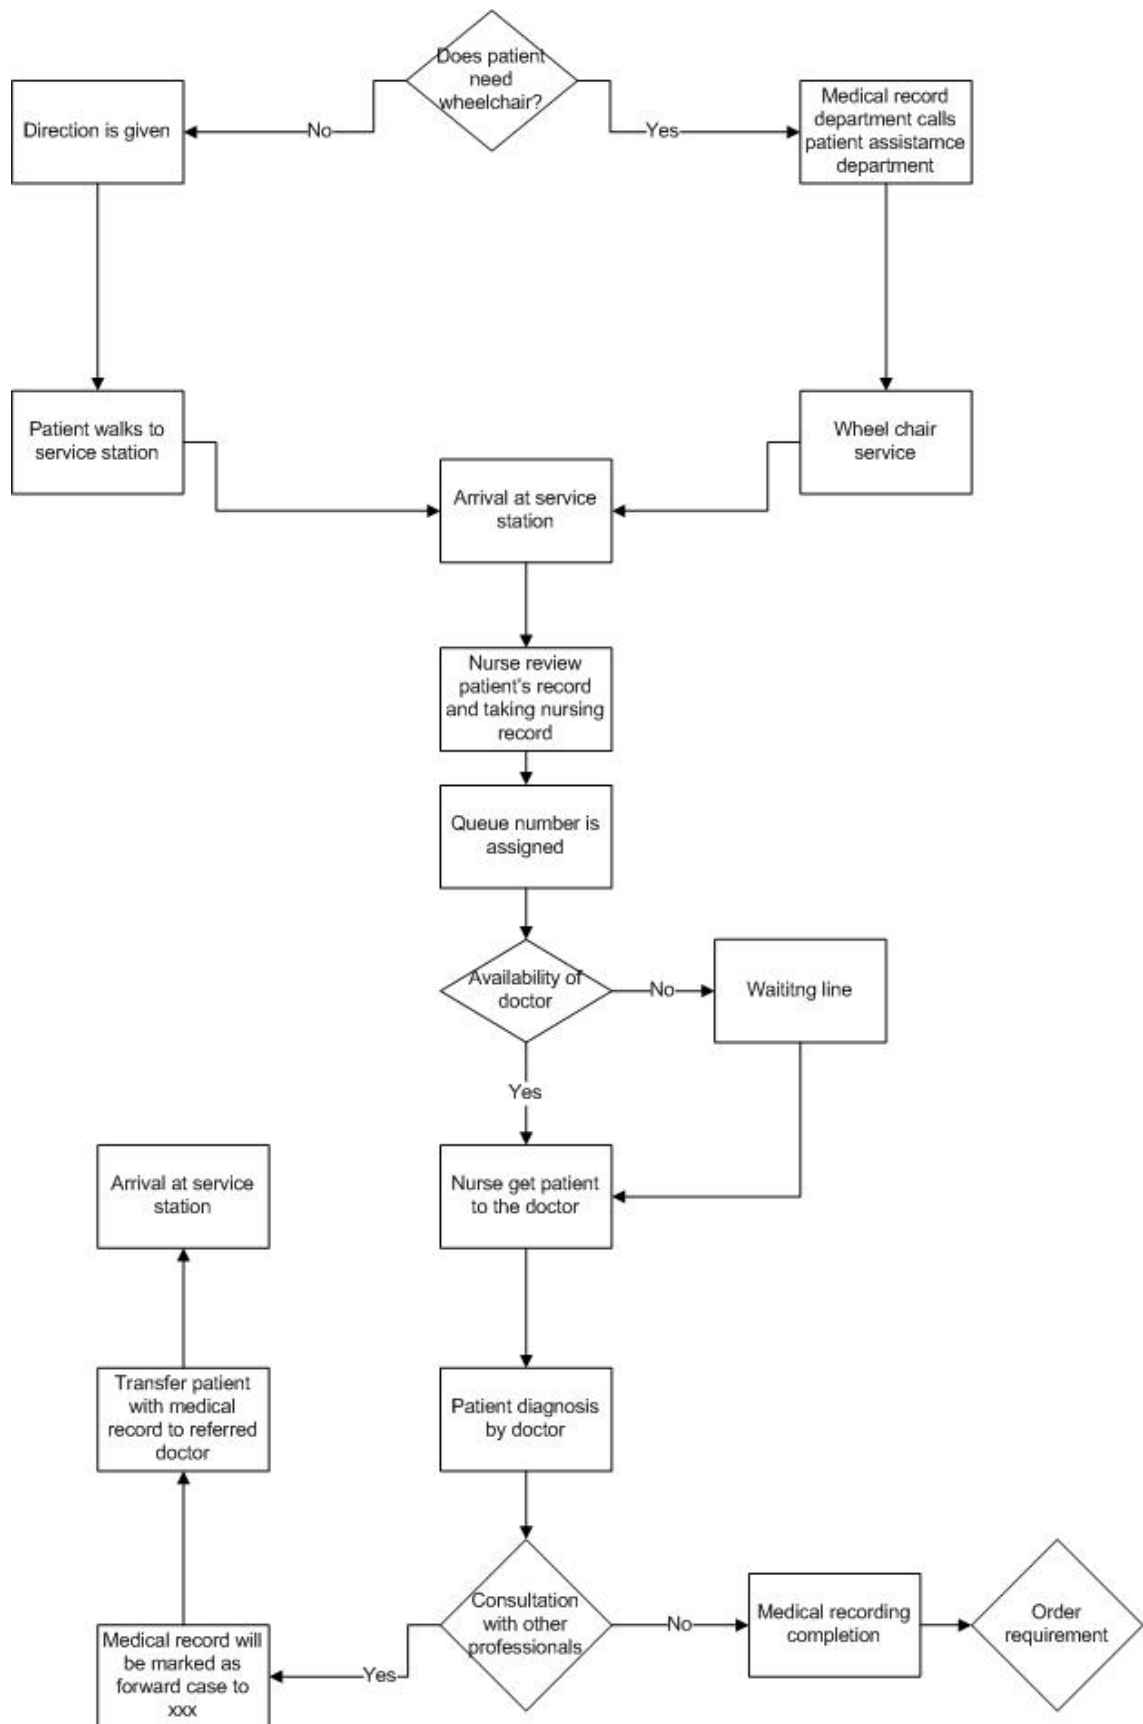 Does patient
need
wheelchair?
Direction is given
No
Yes
Medical record
department calls
patient assistamce
department
Patient walks to
service station
Wheel chair
service
Arrival at service
station
Nurse review
patient's record
and taking nursing
record
Queue number is
assigned
Availability of
doctor
No
Waititng line
Yes
Arrival at service
station
Nurse get patient
to the doctor
Transfer patient
with medical
record to referred
doctor
Patient diagnosis
by doctor
Consultation
with other
professionals
No
Medical recording
completion
Order
requirement
Yes
Medical record will
be marked as
forward case to
xxx